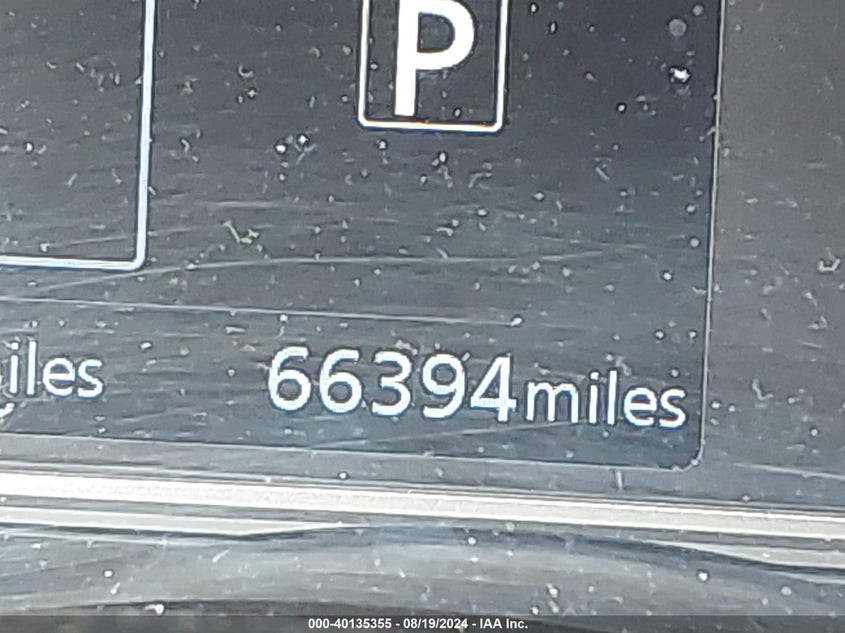 P
iles
66394miles
000-40135355 - 08/19/2024 - IAA Inc.